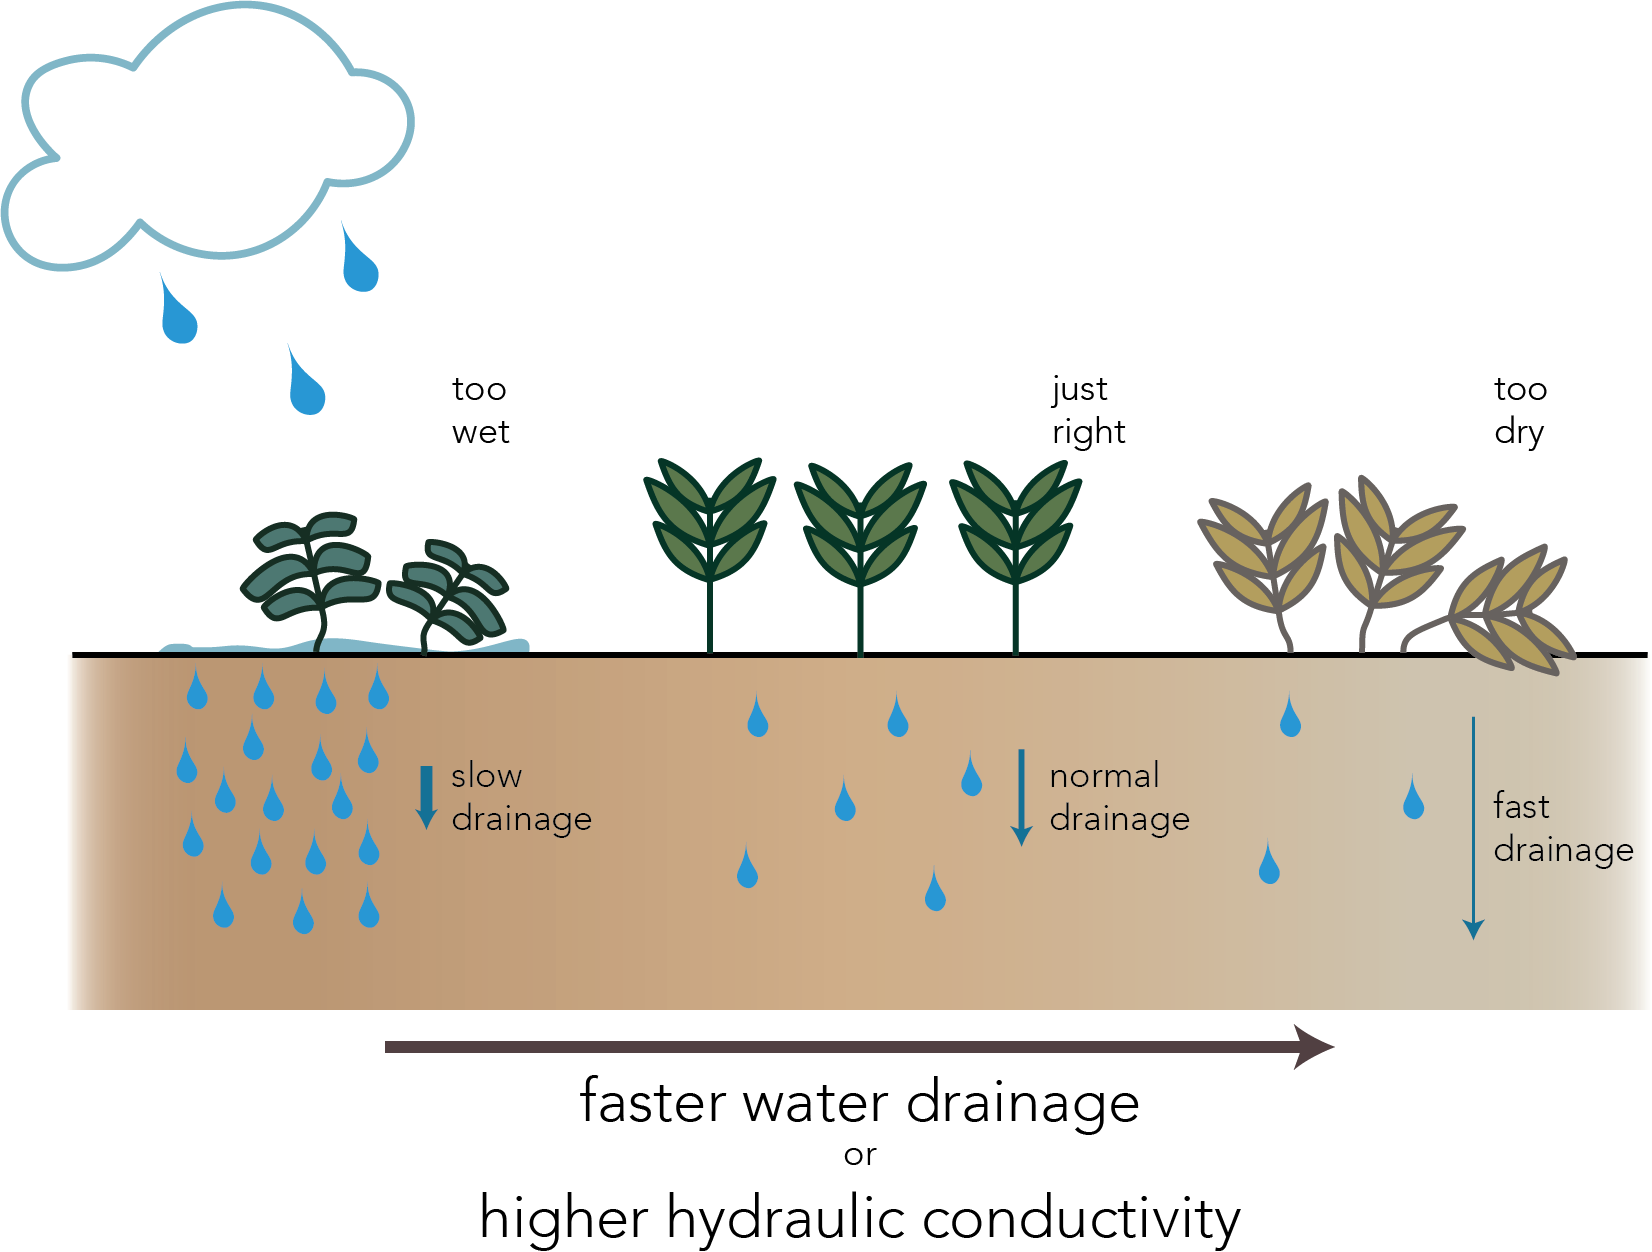 too
wet
just
right
too
dry
slow
drainage
normal
drainage
fast
drainage
faster water drainage
or
higher hydraulic conductivity